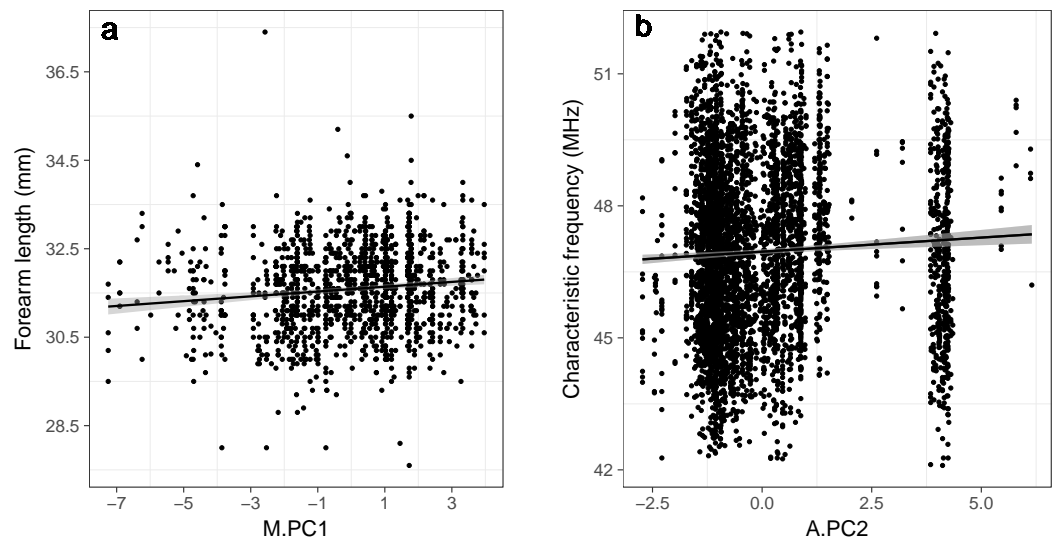 a
Forearm length (mm)
36.5
34.5
32.5
30.5
28.5
−7 −5 −3 −1 1 3
M.PC1
b
Characteristic frequency (MHz)
51
48
45
42
−2.5 0.0 2.5 5.0
A.PC2